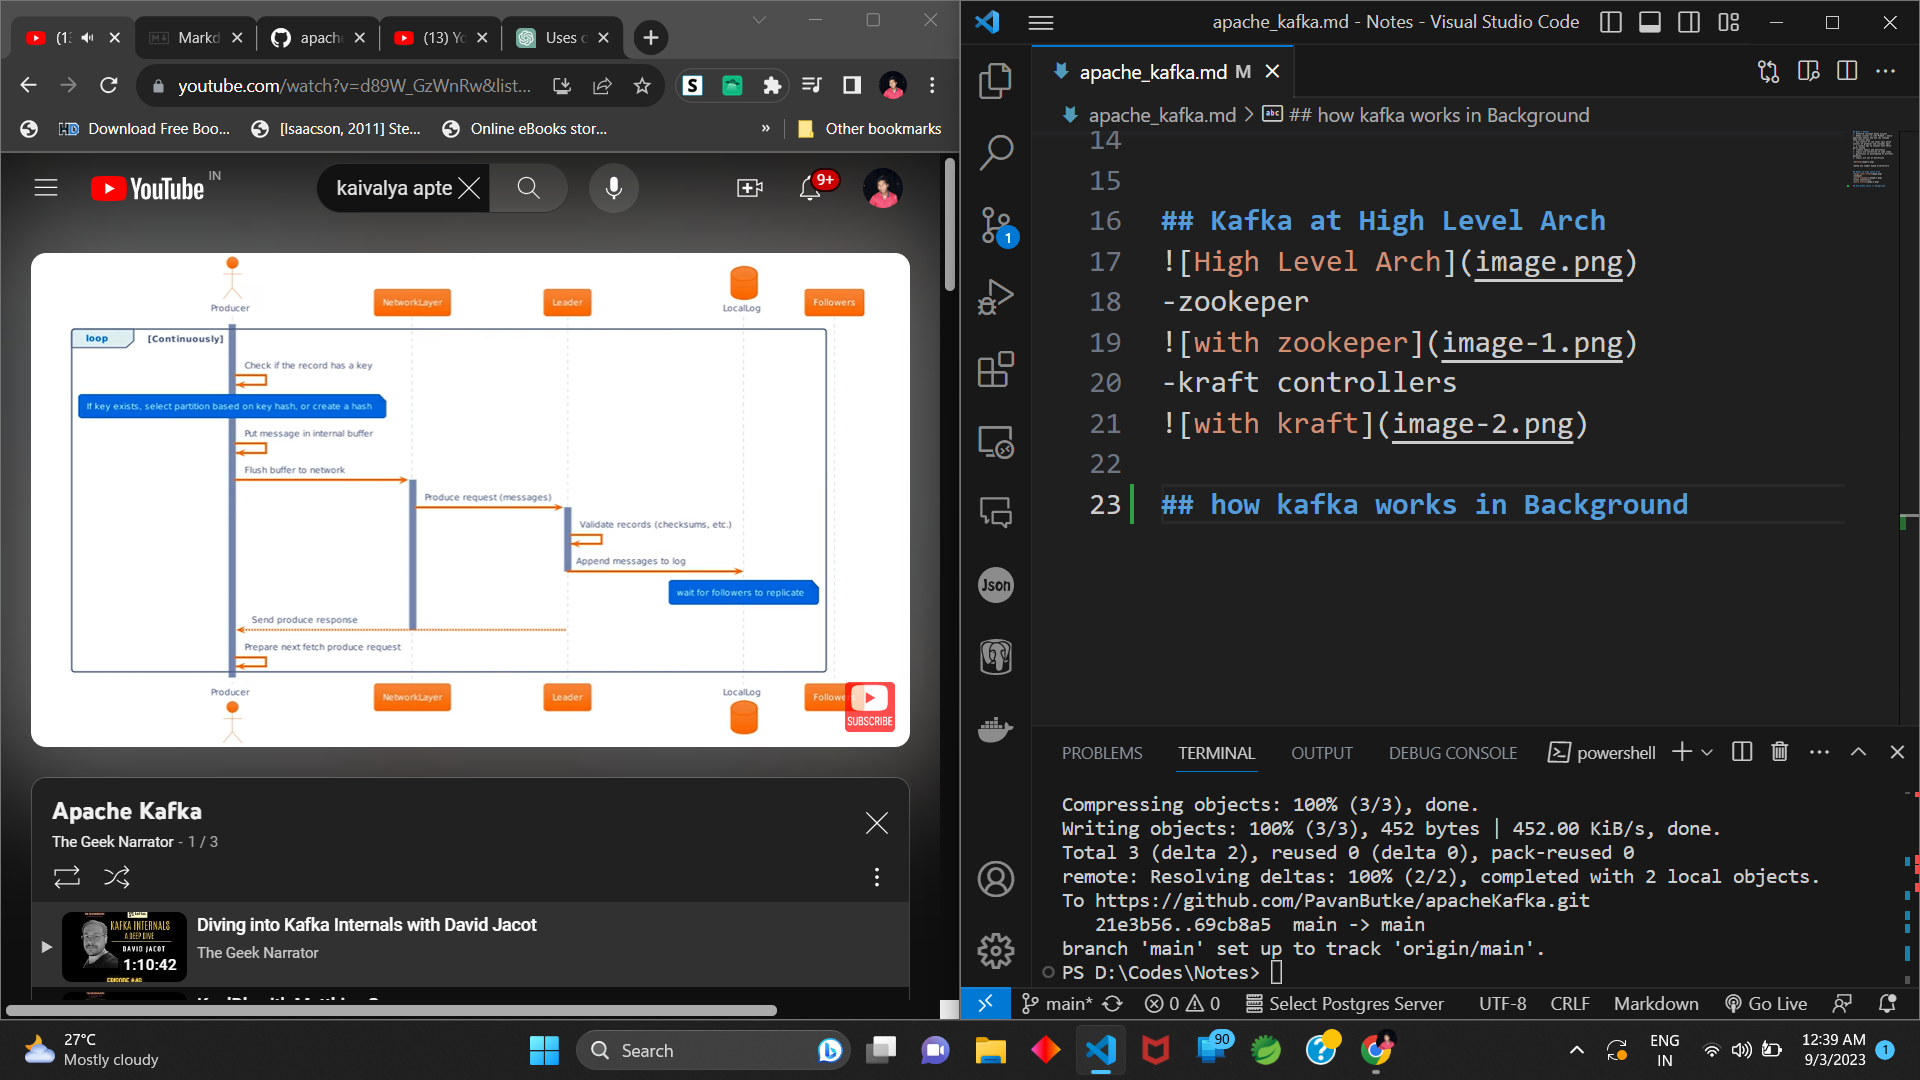 (13
Markd
apach
(13) Yo
Uses o
youtube.com/watch?v=d89W_GzWnRw&list...
Download Free Boo...
[Isaacson, 2011] Ste...
Online eBooks stor...
»
Other bookmarks
YouTube IN
kaivalya apte
9+
Producer
NetworkLayer
Leader
LocalLog
Followers
loop
[Continuously]
Check if the record has a key
If key exists, select partition based on key hash, or create a hash
Put message in internal buffer
Flush buffer to network
Produce request (messages)
Validate records (checksums, etc.)
Append messages to log
wait for followers to replicate
Send produce response
Prepare next fetch produce request
Producer
NetworkLayer
Leader
LocalLog
Followe
SUBSCRIBE
Apache Kafka
The Geek Narrator - 1 / 3
KAFKA INTERNALS
A DEEP DIVE
DAVID JACOT
1:10:42
EPISODE #46
Diving into Kafka Internals with David Jacot
The Geek Narrator
apache_kafka.md - Notes - Visual Studio Code
apache_kafka.md M
apache_kafka.md > ## how kafka works in Background
14
15
16 ## Kafka at High Level Arch
17 ![High Level Arch](image.png)
18 -zookeper
19 ![with zookeper](image-1.png)
20 -kraft controllers
21 ![with kraft](image-2.png)
22
23 ## how kafka works in Background
1
Json
PROBLEMS TERMINAL OUTPUT DEBUG CONSOLE powershell
Compressing objects: 100% (3/3), done.
Writing objects: 100% (3/3), 452 bytes | 452.00 KiB/s, done.
Total 3 (delta 2), reused 0 (delta 0), pack-reused 0
remote: Resolving deltas: 100% (2/2), completed with 2 local objects.
To https://github.com/PavanButke/apacheKafka.git
21e3b56..69cb8a5 main -> main
branch 'main' set up to track 'origin/main'.
PS D:\Codes\Notes>
main* 0 0 Select Postgres Server UTF-8 CRLF Markdown Go Live
27°C
Mostly cloudy
Search
90
ENG
IN
12:39 AM
9/3/2023
1